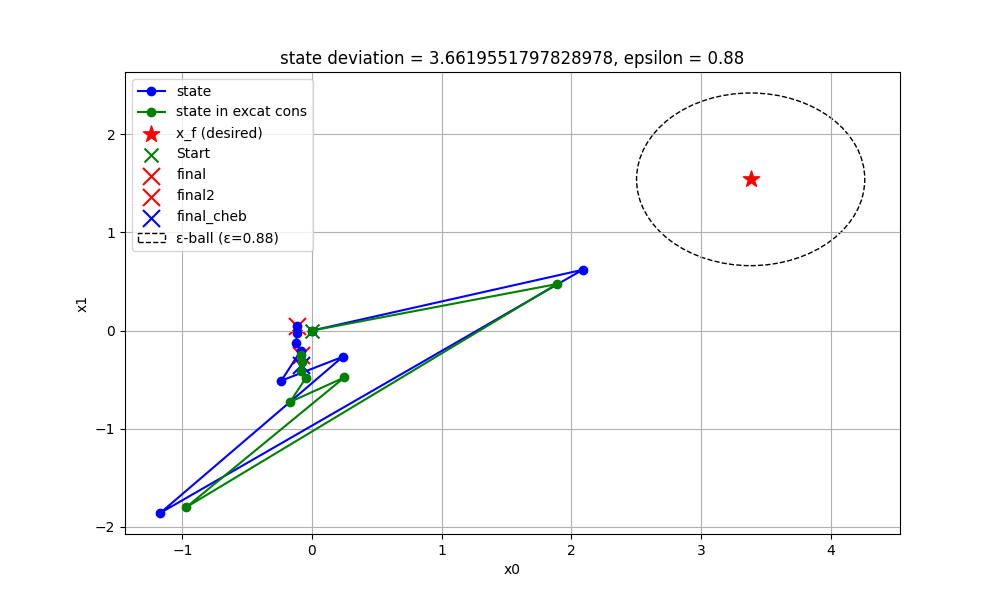 state deviation = 3.6619551797828978, epsilon = 0.88
state
state in excat cons
x_f (desired)
Start
final
final2
final_cheb
ε-ball (ε=0.88)
2
1
0
−1
−2
x1
−1
0
1
2
3
4
x0